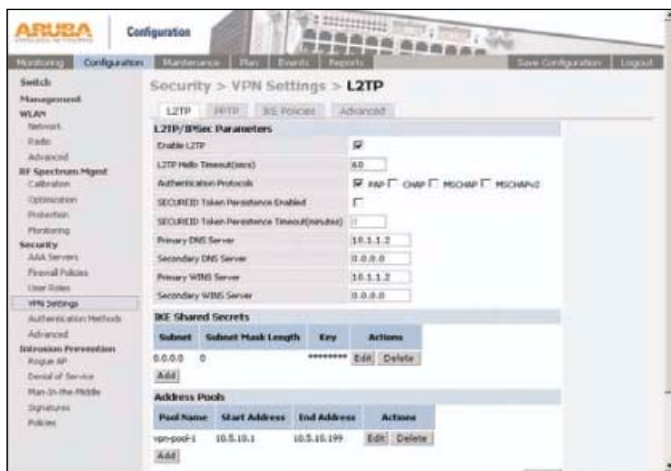 ARUBA
WIRELESS NETWORKS
Configuration
Monitoring Configuration Maintenance Plan Events Reports Save Configuration Logout
Switch
Management
WLAN
Network
Radio
Advanced
RF Spectrum Mgmt
Calibration
Optimization
Protection
Monitoring
Security
AAA Servers
Firewall Policies
User Roles
VPN Settings
Authentication Methods
Advanced
Intrusion Prevention
Rogue AP
Denial of Service
Man-In-the-Middle
Signatures
Policies
Security > VPN Settings > L2TP
L2TP PPTP IKE Policies Advanced
L2TP/IPSec Parameters
Enable L2TP
L2TP Hello Timeout(secs) 60
Authentication Protocols PAP CHAP MSCHAP MSCHAPv2
SECUREID Token Persistence Enabled
SECUREID Token Persistence Timeout(minutes)
Primary DNS Server 10.1.1.2
Secondary DNS Server 0.0.0.0
Primary WINS Server 10.1.1.2
Secondary WINS Server 0.0.0.0
IKE Shared Secrets
Subnet Subnet Mask Length Key Actions
0.0.0.0 0 ******** Edit Delete
Add
Address Pools
Pool Name Start Address End Address Actions
vpn-pool-1 10.5.10.1 10.5.10.199 Edit Delete
Add